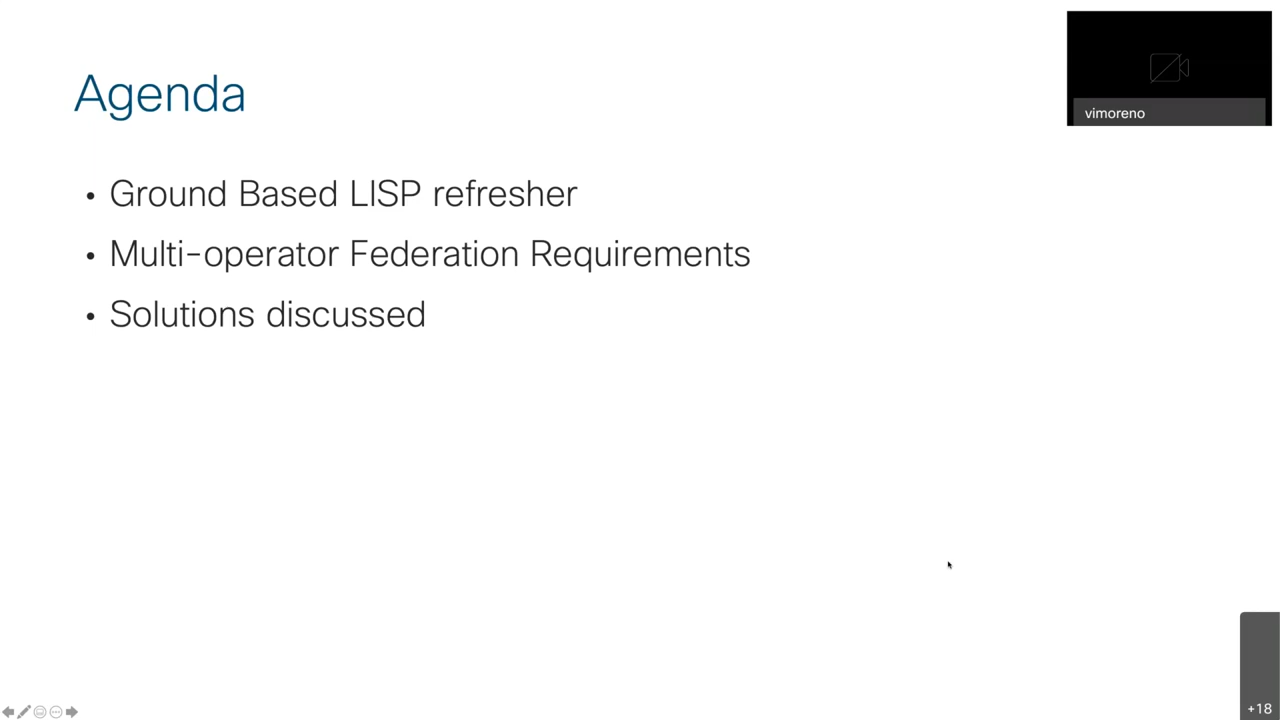 Agenda
vimoreno
• Ground Based LISP refresher
• Multi-operator Federation Requirements
• Solutions discussed
+18